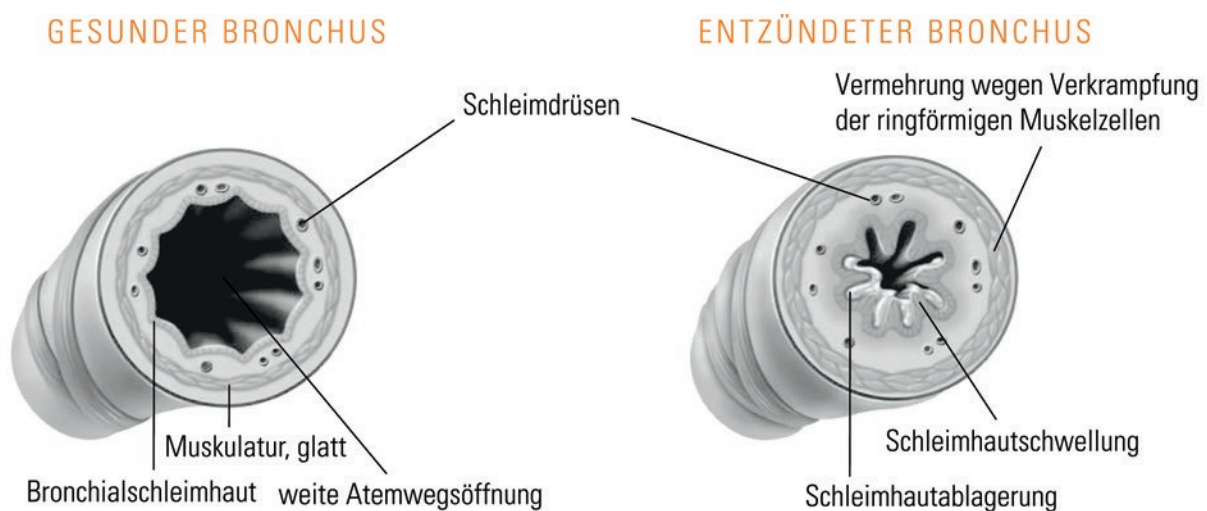 GESUNDER BRONCHUS
ENTZÜNDETER BRONCHUS
Schleimdrüsen
Vermehrung wegen Verkrampfung
der ringförmigen Muskelzellen
Muskulatur, glatt
Bronchialschleimhaut
weite Atemwegsöffnung
Schleimhautschwellung
Schleimhautablagerung